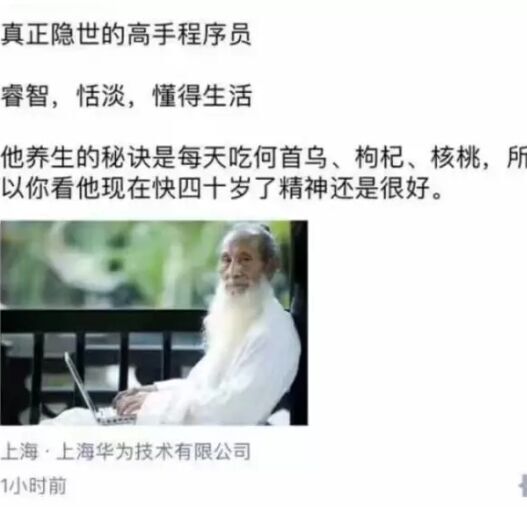 真正隐世的高手程序员
睿智，恬淡，懂得生活
他养生的秘诀是每天吃何首乌、枸杞、核桃，所
以你看他现在快四十岁了精神还是很好。
上海·上海华为技术有限公司
1小时前